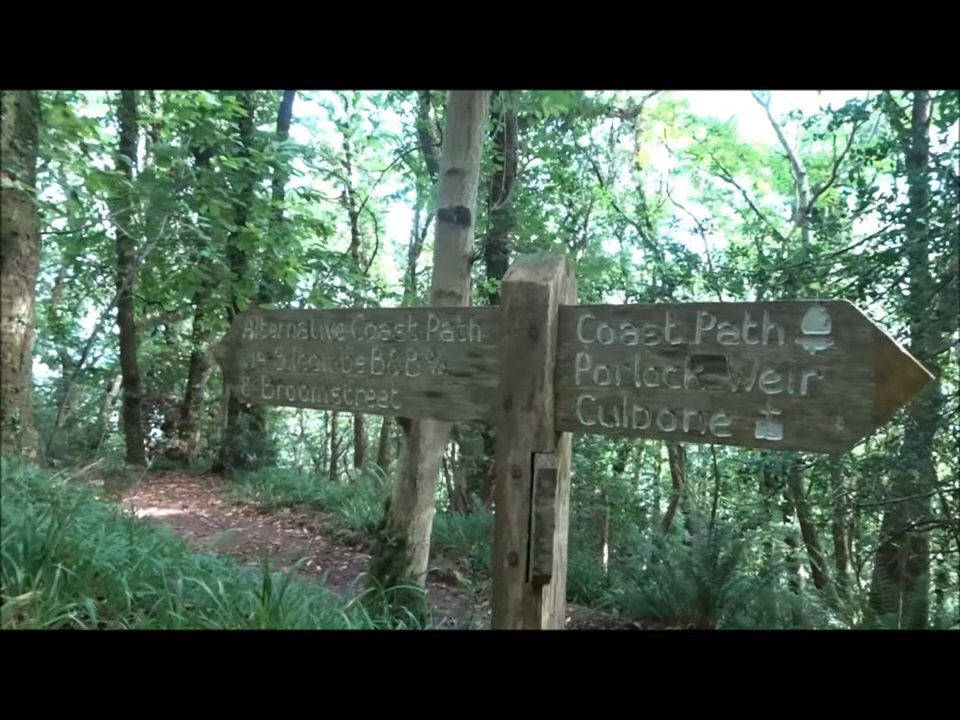 Alternative Coast Path
B&B
& Broomstreet
Coast Path
Porlock Weir
Culbone